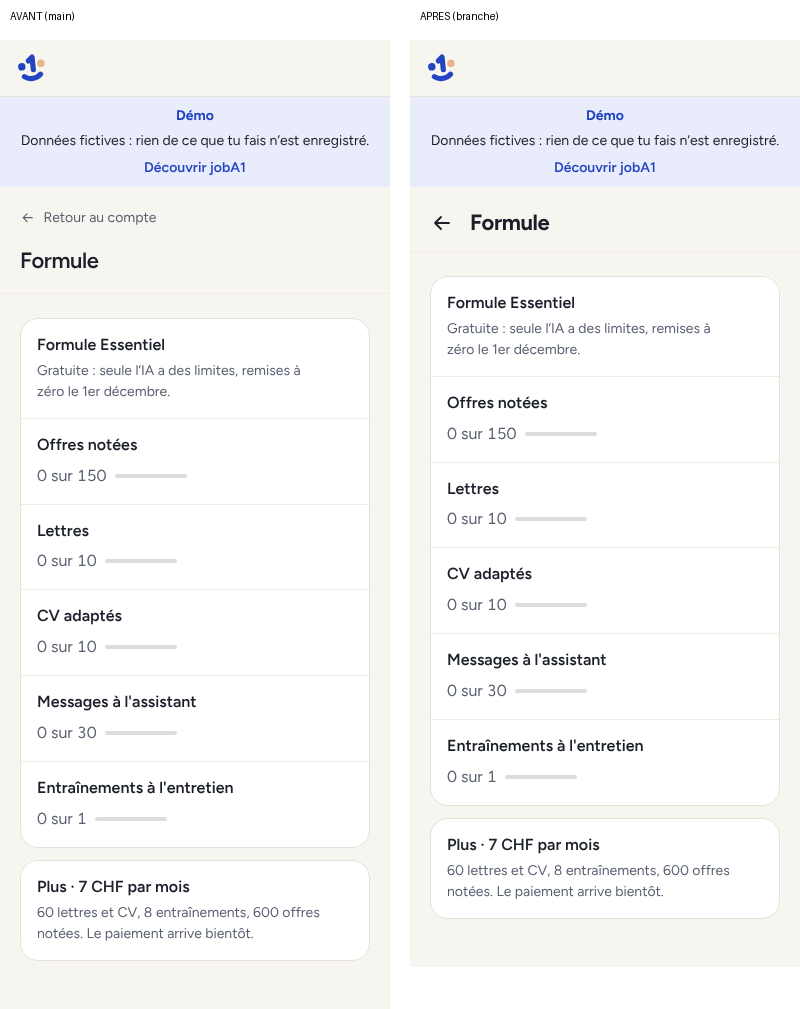 AVANT (main)
Démo
Données fictives : rien de ce que tu fais n’est enregistré.
Découvrir jobA1
← Retour au compte
Formule
Formule Essentiel
Gratuite : seule l’IA a des limites, remises à
zéro le 1er décembre.
Offres notées
0 sur 150
Lettres
0 sur 10
CV adaptés
0 sur 10
Messages à l'assistant
0 sur 30
Entraînements à l'entretien
0 sur 1
Plus · 7 CHF par mois
60 lettres et CV, 8 entraînements, 600 offres
notées. Le paiement arrive bientôt.
APRES (branche)
Démo
Données fictives : rien de ce que tu fais n’est enregistré.
Découvrir jobA1
← Formule
Formule Essentiel
Gratuite : seule l’IA a des limites, remises à
zéro le 1er décembre.
Offres notées
0 sur 150
Lettres
0 sur 10
CV adaptés
0 sur 10
Messages à l'assistant
0 sur 30
Entraînements à l'entretien
0 sur 1
Plus · 7 CHF par mois
60 lettres et CV, 8 entraînements, 600 offres
notées. Le paiement arrive bientôt.